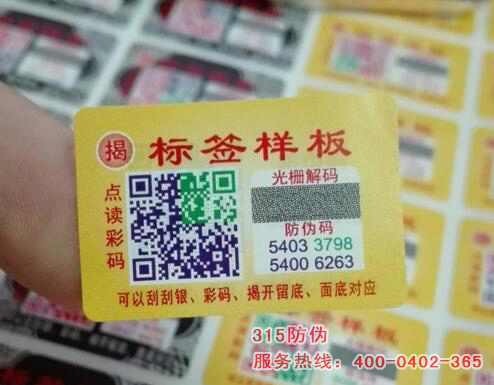 揭 标签样板
点读彩码
光栅解码
防伪码
5403 3798
5400 6263
可以刮刮银、彩码、揭开留底、面底对应
315防伪
服务热线：400-0402-365